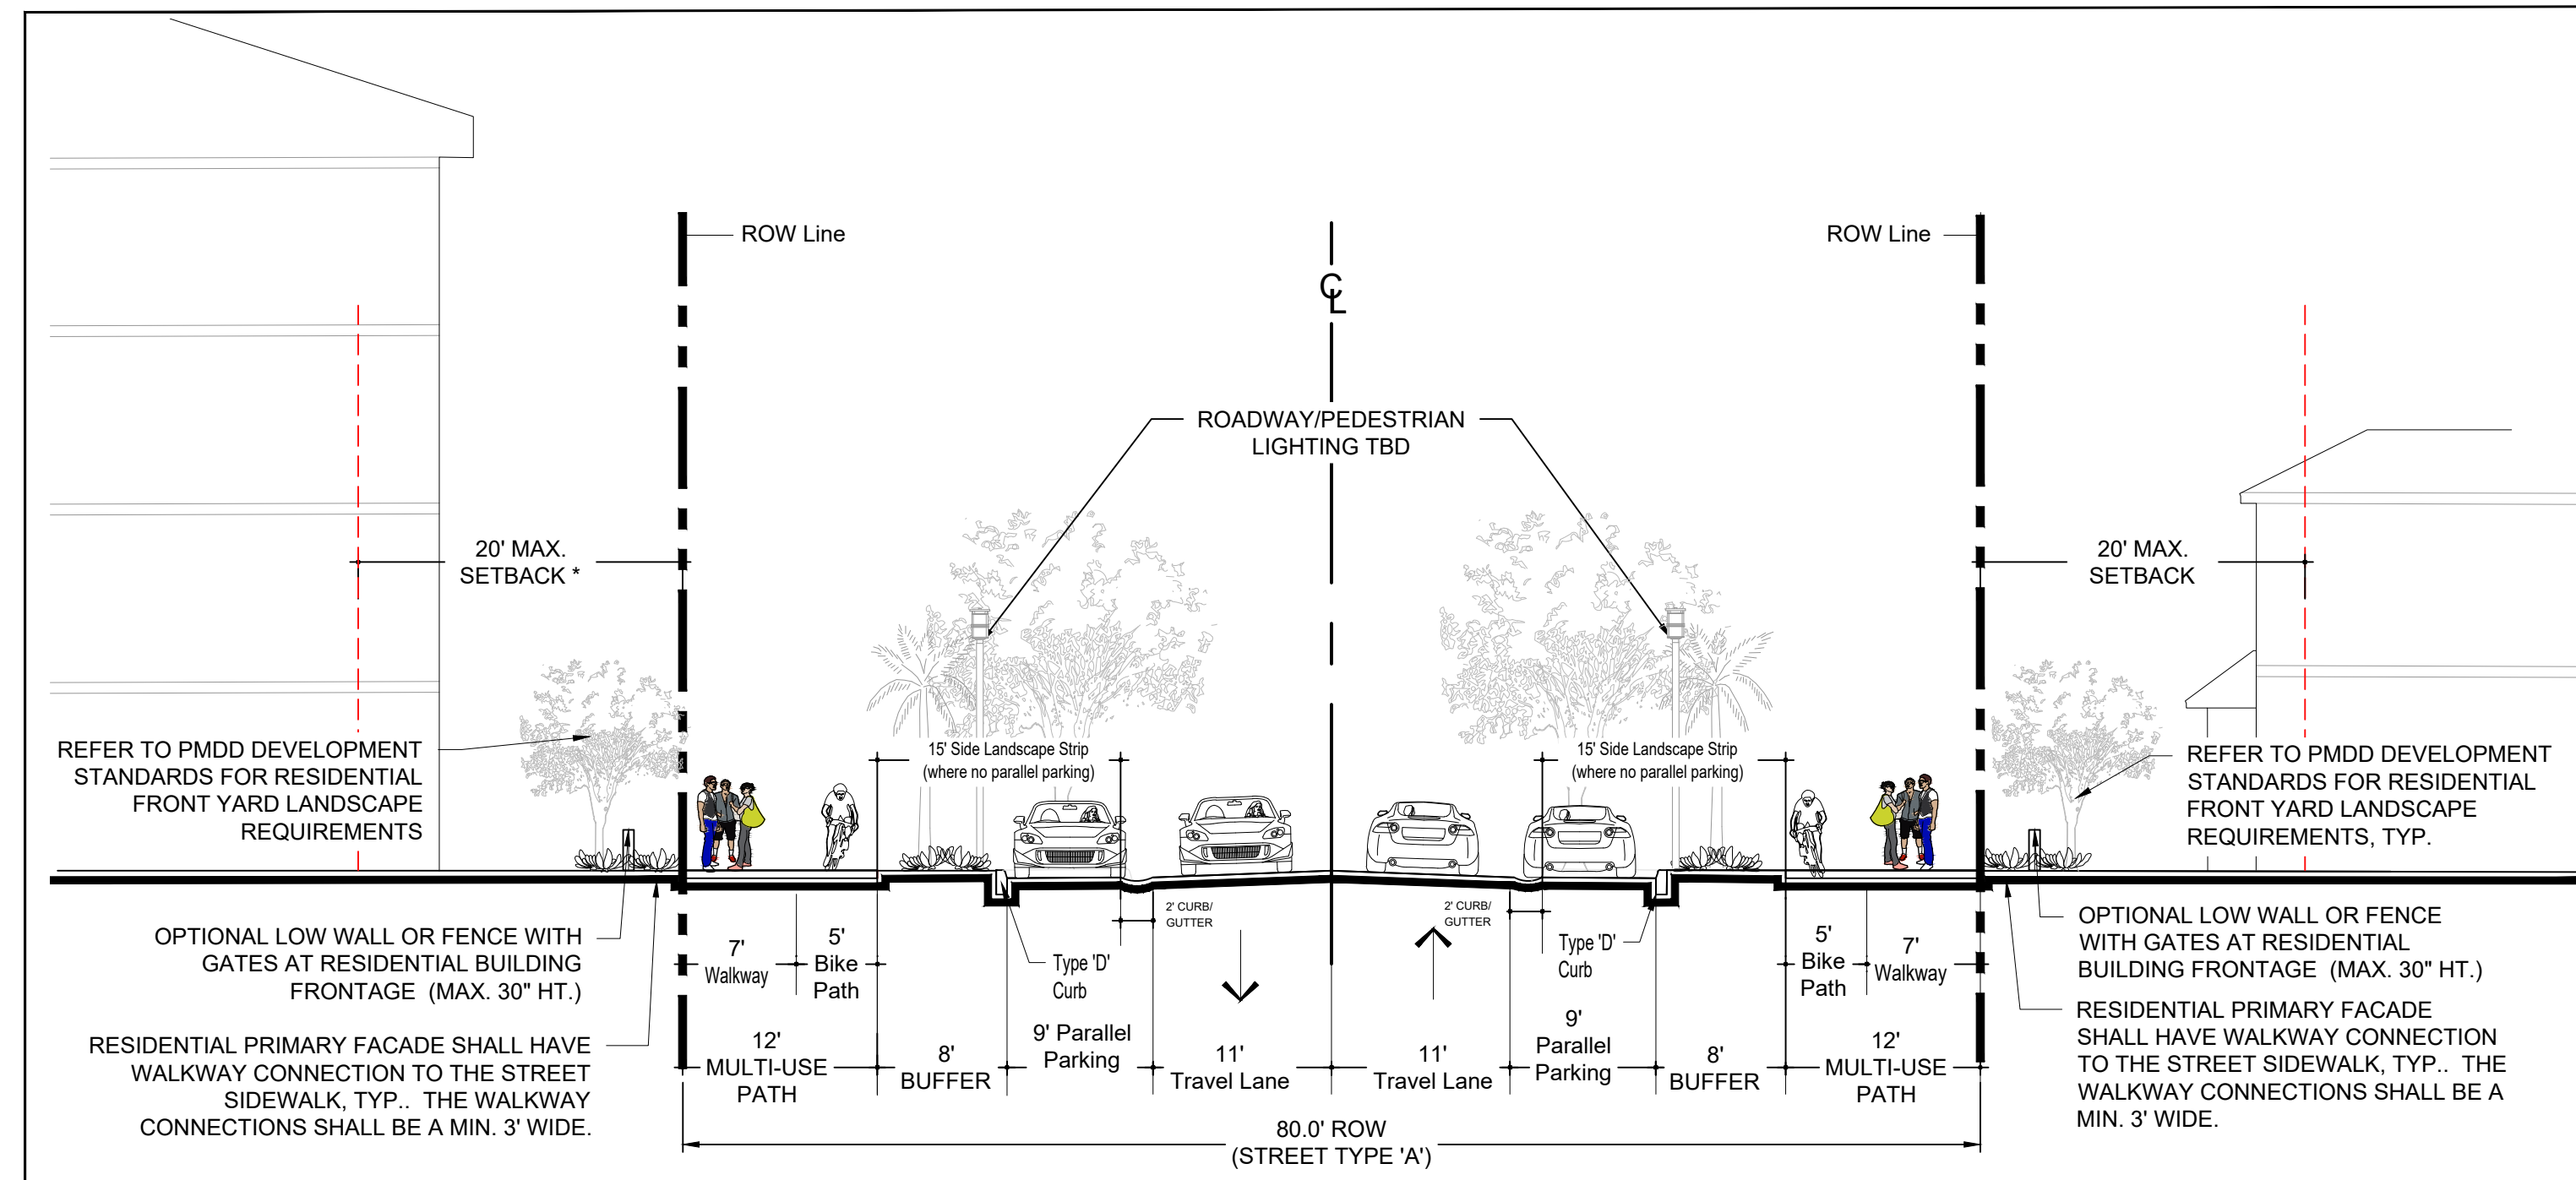 ROW Line
ROW Line
CL
ROADWAY/PEDESTRIAN
LIGHTING TBD
20' MAX.
SETBACK *
20' MAX.
SETBACK
REFER TO PMDD DEVELOPMENT
STANDARDS FOR RESIDENTIAL
FRONT YARD LANDSCAPE
REQUIREMENTS
15' Side Landscape Strip
(where no parallel parking)
15' Side Landscape Strip
(where no parallel parking)
REFER TO PMDD DEVELOPMENT
STANDARDS FOR RESIDENTIAL
FRONT YARD LANDSCAPE
REQUIREMENTS, TYP.
OPTIONAL LOW WALL OR FENCE WITH
GATES AT RESIDENTIAL BUILDING
FRONTAGE (MAX. 30" HT.)
RESIDENTIAL PRIMARY FACADE SHALL HAVE
WALKWAY CONNECTION TO THE STREET
SIDEWALK, TYP.. THE WALKWAY
CONNECTIONS SHALL BE A MIN. 3' WIDE.
7'
Walkway
5'
Bike
Path
Type 'D'
Curb
2' CURB/
GUTTER
2' CURB/
GUTTER
Type 'D'
Curb
5'
Bike
Path
7'
Walkway
12'
MULTI-USE
PATH
8'
BUFFER
9' Parallel
Parking
11'
Travel Lane
11'
Travel Lane
9'
Parallel
Parking
8'
BUFFER
12'
MULTI-USE
PATH
80.0' ROW
(STREET TYPE 'A')
OPTIONAL LOW WALL OR FENCE
WITH GATES AT RESIDENTIAL
BUILDING FRONTAGE (MAX. 30" HT.)
RESIDENTIAL PRIMARY FACADE
SHALL HAVE WALKWAY CONNECTION
TO THE STREET SIDEWALK, TYP.. THE
WALKWAY CONNECTIONS SHALL BE A
MIN. 3' WIDE.